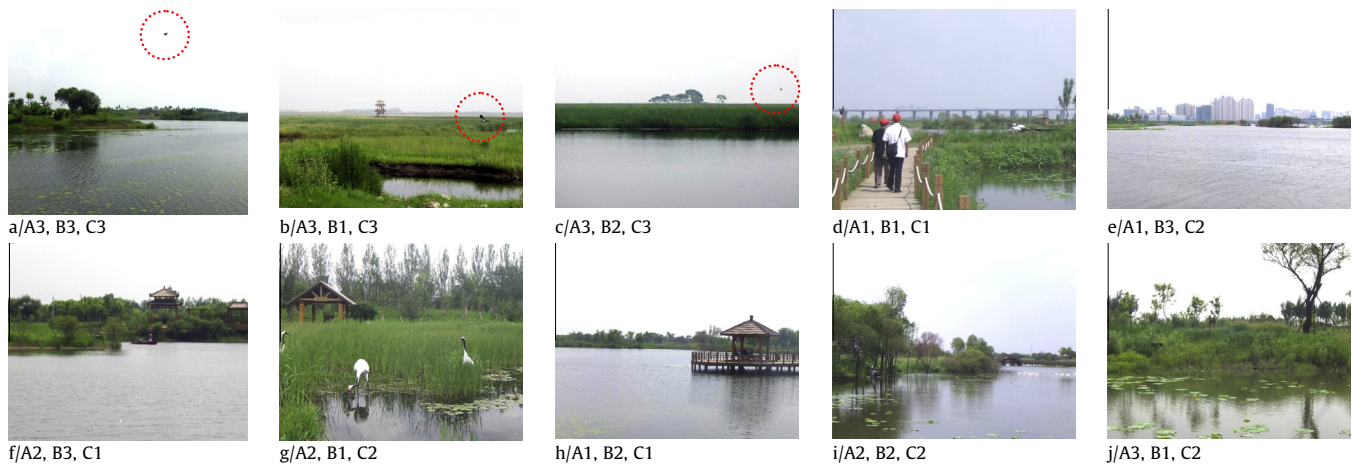 a/A3, B3, C3
b/A3, B1, C3
c/A3, B2, C3
d/A1, B1, C1
e/A1, B3, C2
f/A2, B3, C1
g/A2, B1, C2
h/A1, B2, C1
i/A2, B2, C2
j/A3, B1, C2